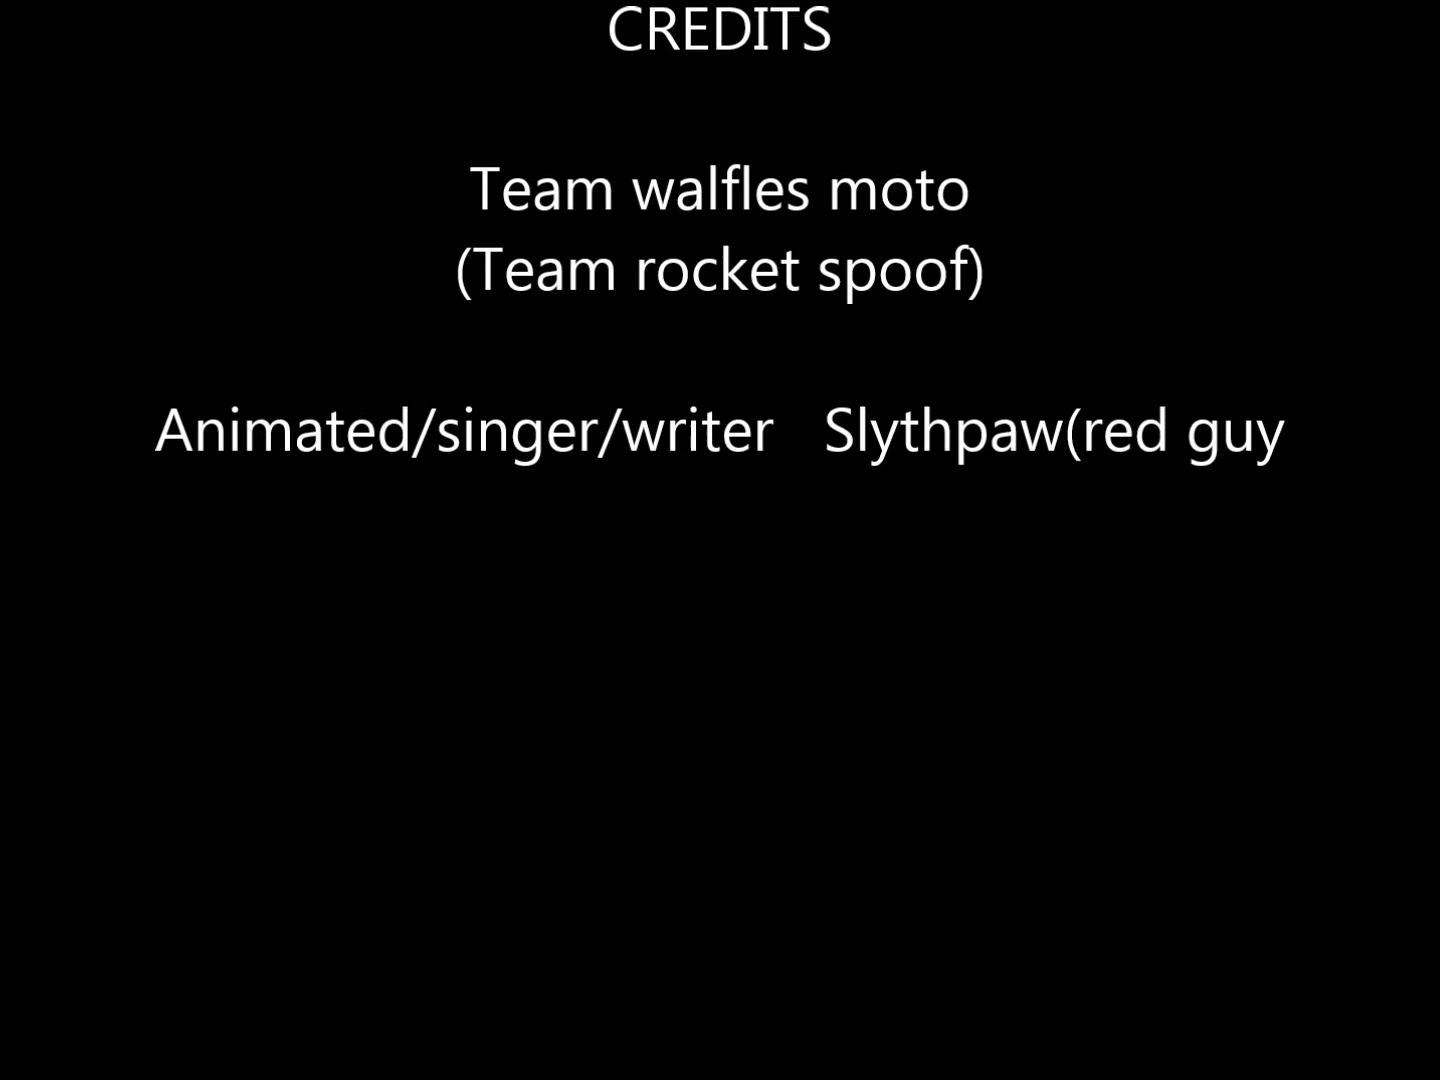 CREDITS
Team walfles moto
(Team rocket spoof)
Animated/singer/writer   Slythpaw(red guy